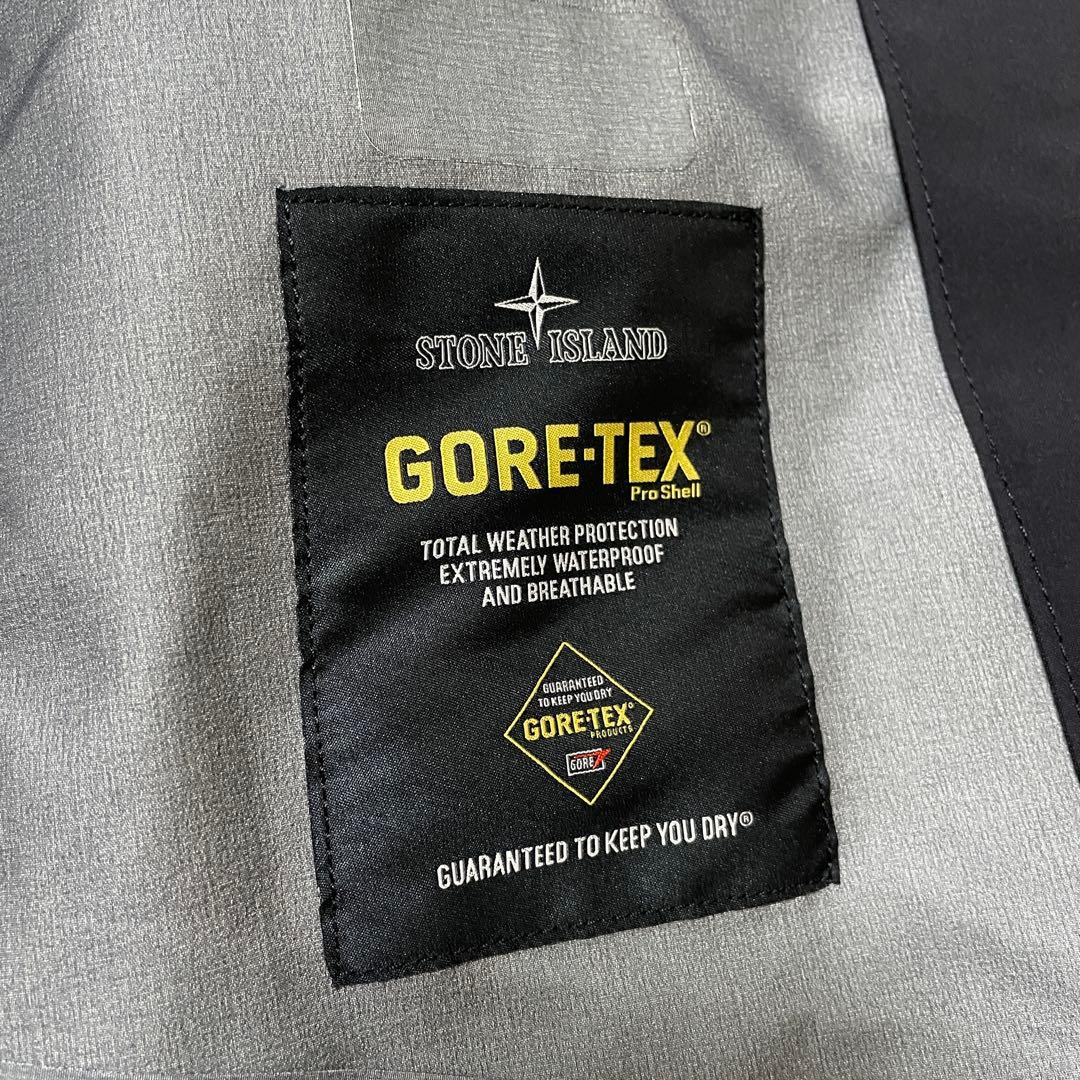 STONE ISLAND
GORE-TEX®
Pro Shell
TOTAL WEATHER PROTECTION
EXTREMELY WATERPROOF
AND BREATHABLE
GUARANTEED
TO KEEP YOU DRY
GORE-TEX®
PRODUCTS
GORE
GUARANTEED TO KEEP YOU DRY®